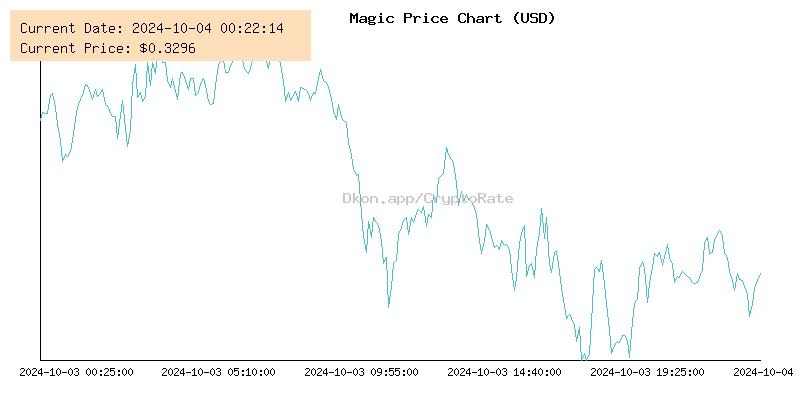 Magic Price Chart (USD)
Current Date: 2024-10-04 00:22:14
Current Price: $0.3296
Dkon.app/CryptoRate
2024-10-03 00:25:00 2024-10-03 05:10:00 2024-10-03 09:55:00 2024-10-03 14:40:00 2024-10-03 19:25:00 2024-10-04